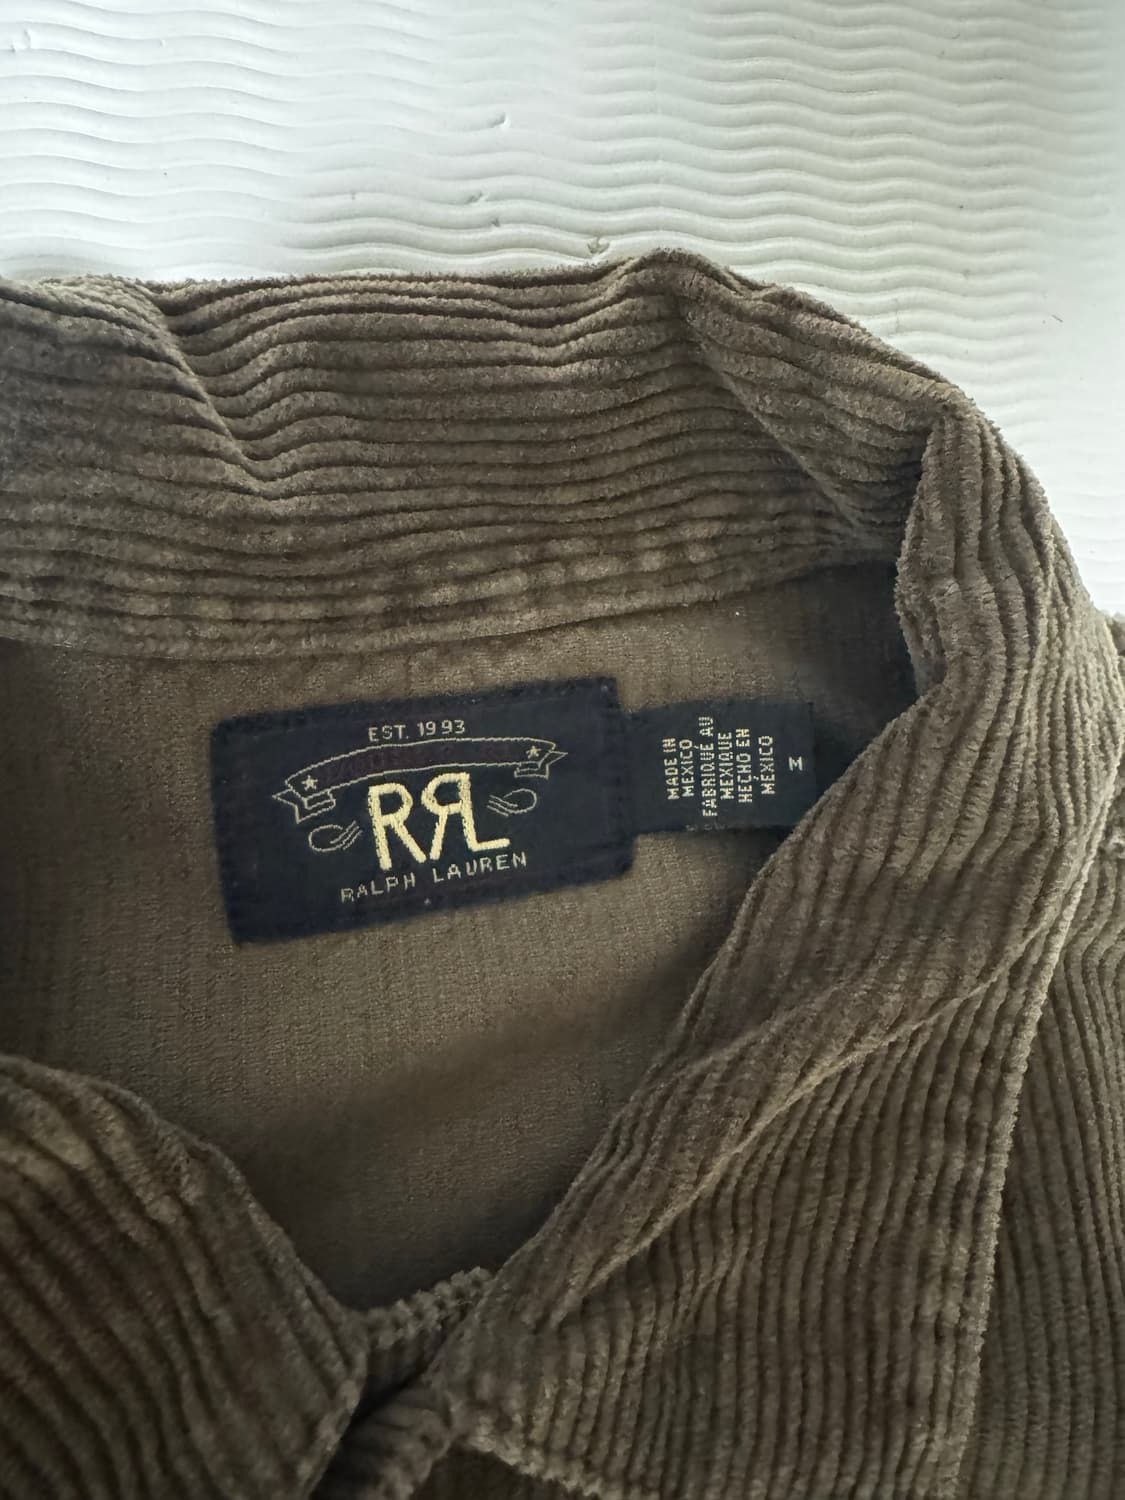 EST. 1993
RRL
RALPH LAUREN
MADE IN
MEXICO
FABRIQUE AU
MEXIQUE
HECHO EN
MEXICO
M